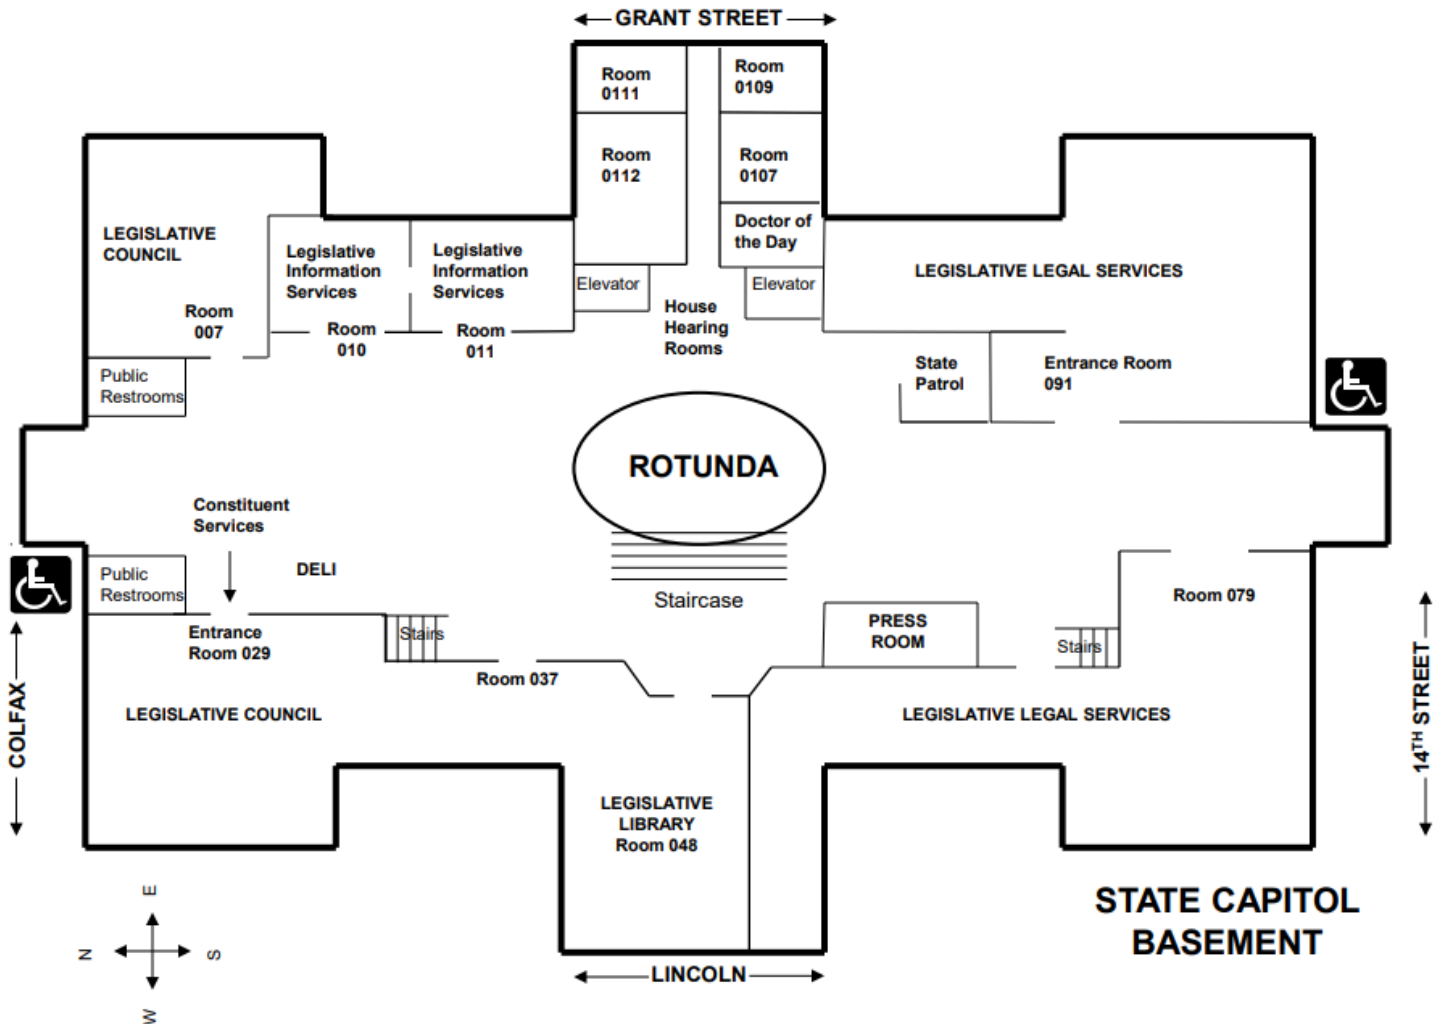 GRANT STREET
Room
0111
Room
0109
Room
0112
Room
0107
Doctor of
the Day
LEGISLATIVE
COUNCIL
Legislative
Information
Services
Legislative
Information
Services
Elevator
Elevator
LEGISLATIVE LEGAL SERVICES
Room
007
Room
010
Room
011
House
Hearing
Rooms
Public
Restrooms
State
Patrol
Entrance Room
091
ROTUNDA
Constituent
Services
DELI
Public
Restrooms
Staircase
Entrance
Room 029
Stairs
Room 037
PRESS
ROOM
Stairs
Room 079
LEGISLATIVE COUNCIL
LEGISLATIVE LEGAL SERVICES
COLFAX
14TH STREET
LEGISLATIVE
LIBRARY
Room 048
E
N
S
W
LINCOLN
STATE CAPITOL
BASEMENT